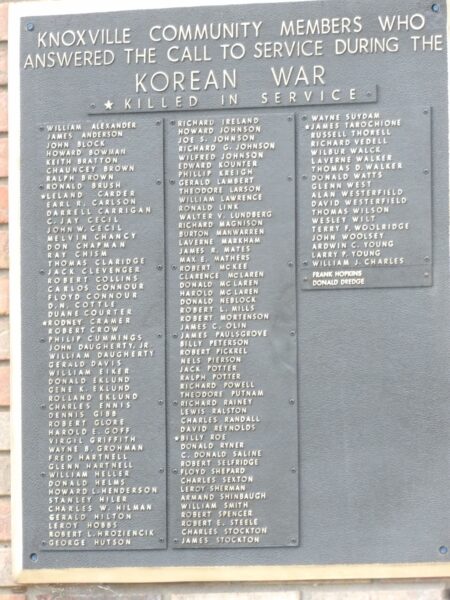 KNOXVILLE COMMUNITY MEMBERS WHO
ANSWERED THE CALL TO SERVICE DURING THE
KOREAN WAR
★ KILLED IN SERVICE
WILLIAM ALEXANDER
JAMES ANDERSON
JOHN BLOCK
HOWARD BOWMAN
KEITH BRATTON
CHAUNCEY BROWN
RALPH BROWN
RONALD BRUSH
★LELAND CARDER
EARL R. CARLSON
DARRELL CARRIGAN
C. JAY CECIL
JOHN W. CECIL
MELVIN CHANCY
DON CHAPMAN
RAY CHISM
THOMAS CLARIDGE
JACK CLEVENGER
ROBERT COLLINS
CARLOS CONNOUR
FLOYD CONNOUR
D.N. COTTLE
DUANE COURTER
★RODNEY CRAMER
ROBERT CROW
PHILIP CUMMINGS
JOHN DAUGHERTY, JR
WILLIAM DAUGHERTY
GERALD DAVIS
WILLIAM EIKER
DONALD EKLUND
GENE K. EKLUND
ROLLAND EKLUND
CHARLES ENNIS
DENNIS GIBB
ROBERT GLORE
HAROLD E. GOFF
VIRGIL GRIFFITH
WAYNE B. GROHMAN
FRED HARTNELL
GLENN HARTNELL
WILLIAM HELLER
DONALD HELMS
HOWARD L. HENDERSON
STANLEY HILER
CHARLES W. HILMAN
GERALD HILTON
LEROY HOBBS
ROBERT L. HROZIENCIK
GEORGE HUTSON
RICHARD IRELAND
HOWARD JOHNSON
JOE S. JOHNSON
RICHARD G. JOHNSON
WILFRED JOHNSON
EDWARD KOUNTER
PHILLIP KREIGH
GERALD LAMBERT
THEODORE LARSON
WILLIAM LAWRENCE
RONALD LINK
WALTER V. LUNDBERG
RICHARD MAGNISON
BURTON MANWARREN
LAVERNE MARKHAM
JAMES R. MATES
MAX E. MATHERS
ROBERT MCKEE
CLARENCE MCLAREN
DONALD MCLAREN
HAROLD MCLAREN
DONALD NEBLOCK
ROBERT L. MILLS
ROBERT MORTENSON
JAMES C. OLIN
JAMES PAULSGROVE
BILLY PETERSON
ROBERT PICKREL
NELS PIERSON
JACK POTTER
RALPH POTTER
RICHARD POWELL
THEODORE PUTNAM
RICHARD RAINEY
LEWIS RALSTON
CHARLES RANDALL
DAVID REYNOLDS
★BILLY ROE
DONALD RYNER
C. DONALD SALINE
ROBERT SELFRIDGE
FLOYD SHEPARD
CHARLES SEXTON
LEROY SHERMAN
ARMAND SHINBAUGH
WILLIAM SMITH
ROBERT SPENCER
ROBERT E. STEELE
CHARLES STOCKTON
JAMES STOCKTON
WAYNE SUYDAM
★JAMES TAROCHIONE
RUSSELL THORELL
RICHARD VEDELL
WILBUR WALCK
LAVERNE WALKER
THOMAS D. WALKER
DONALD WATTS
GLENN WEST
ALAN WESTERFIELD
DAVID WESTERFIELD
THOMAS WILSON
WESLEY WILT
TERRY F. WOOLRIDGE
JOHN WOOLSEY
ARDWIN C. YOUNG
LARRY F. YOUNG
WILLIAM J. CHARLES
FRANK HOPKINS
DONALD DREDGE